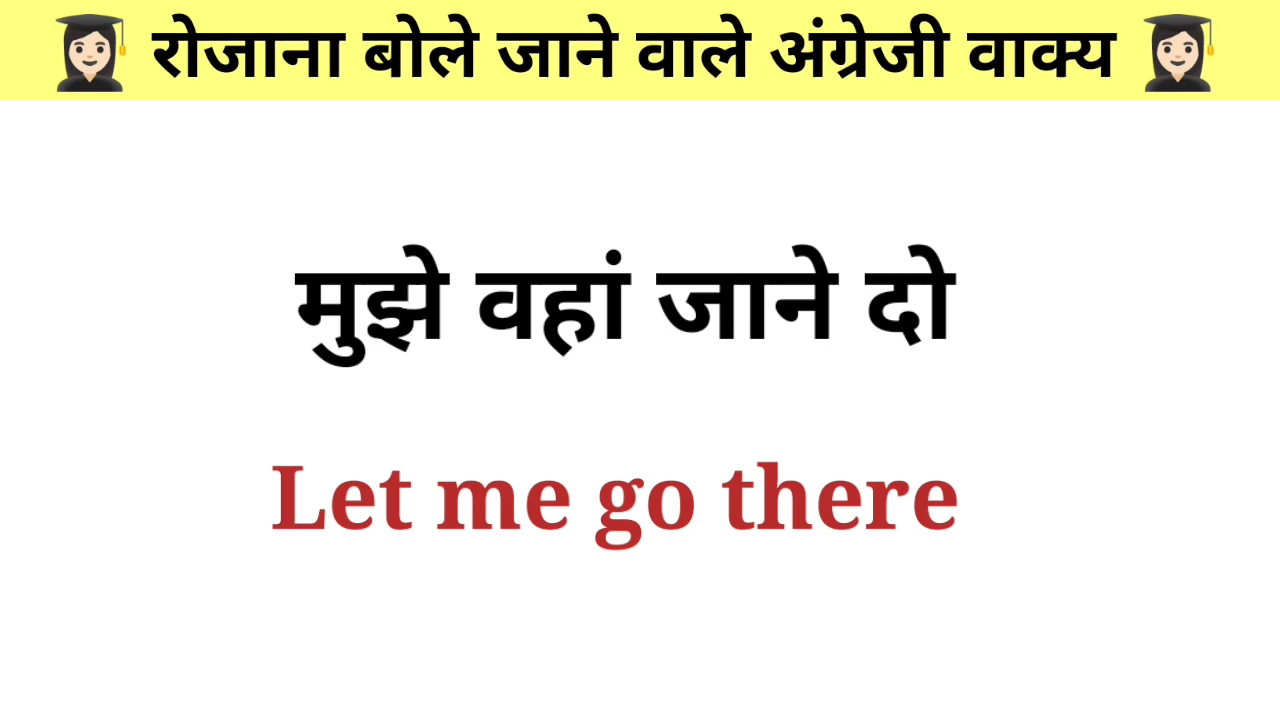 रोजाना बोले जाने वाले अंग्रेजी वाक्य
मुझे वहां जाने दो
Let me go there